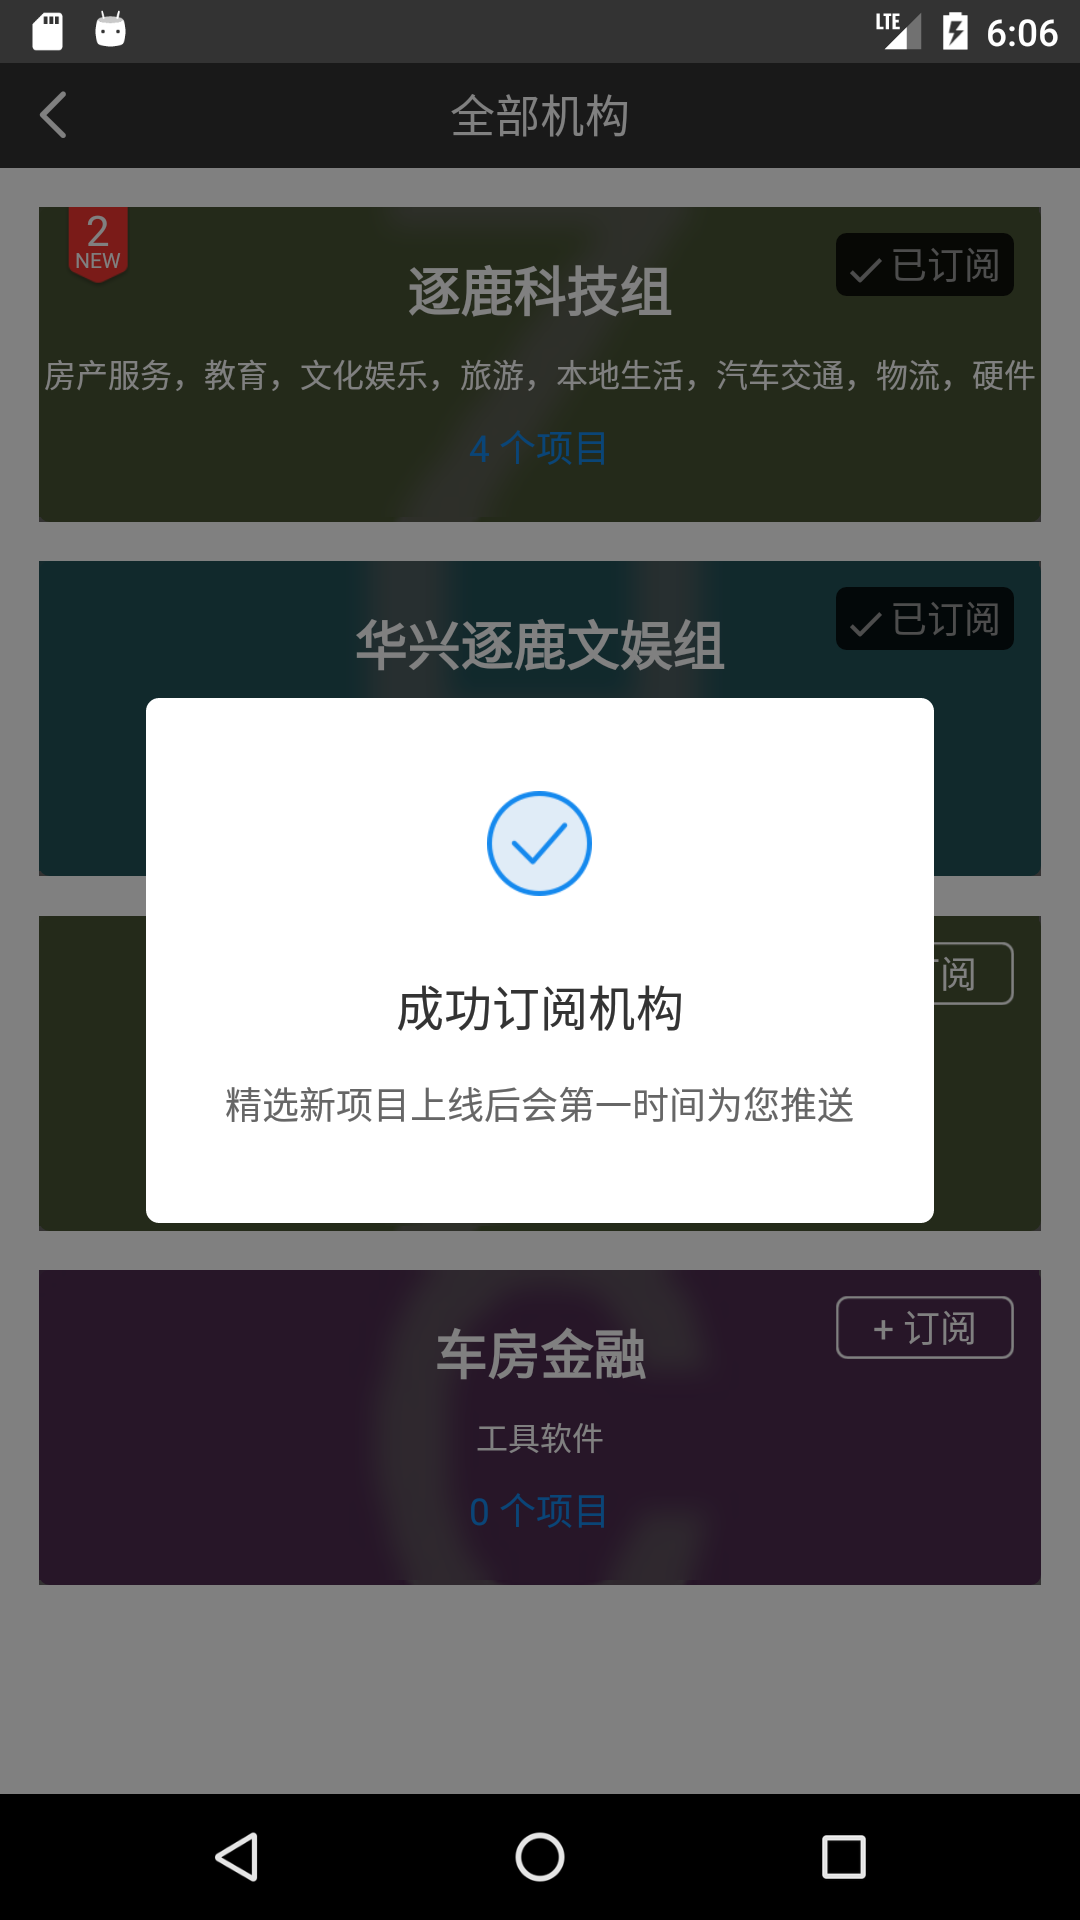 LTE 6:06
全部机构
2
NEW
已订阅
逐鹿科技组
房产服务，教育，文化娱乐，旅游，本地生活，汽车交通，物流，硬件
4 个项目
已订阅
华兴逐鹿文娱组
阅
成功订阅机构
精选新项目上线后会第一时间为您推送
+ 订阅
车房金融
工具软件
0 个项目